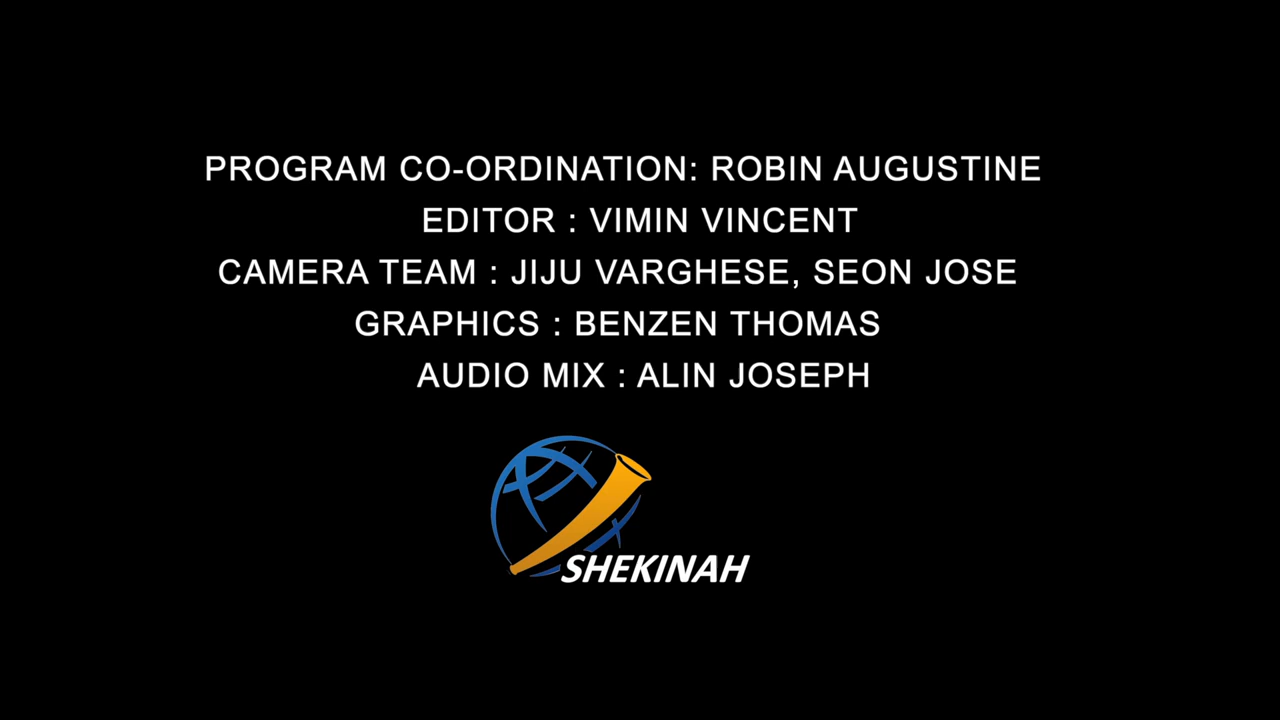 PROGRAM CO-ORDINATION: ROBIN AUGUSTINE
EDITOR : VIMIN VINCENT
CAMERA TEAM : JIJU VARGHESE, SEON JOSE
GRAPHICS : BENZEN THOMAS
AUDIO MIX : ALIN JOSEPH
SHEKINAH